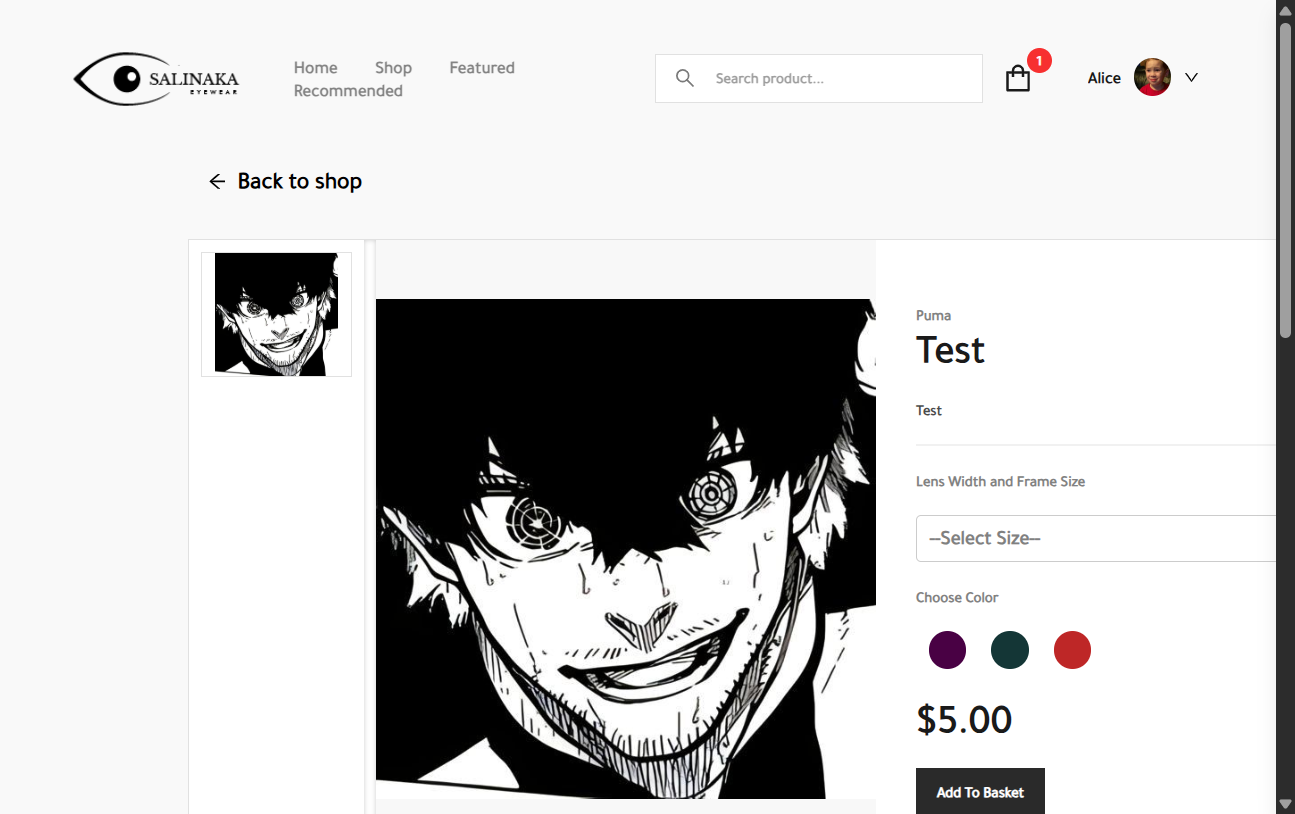 SALINAKA
EYEWEAR
Home Shop Featured
Recommended
Search product...
1
Alice
Back to shop
Puma
Test
Test
Lens Width and Frame Size
--Select Size--
Choose Color
$5.00
Add To Basket